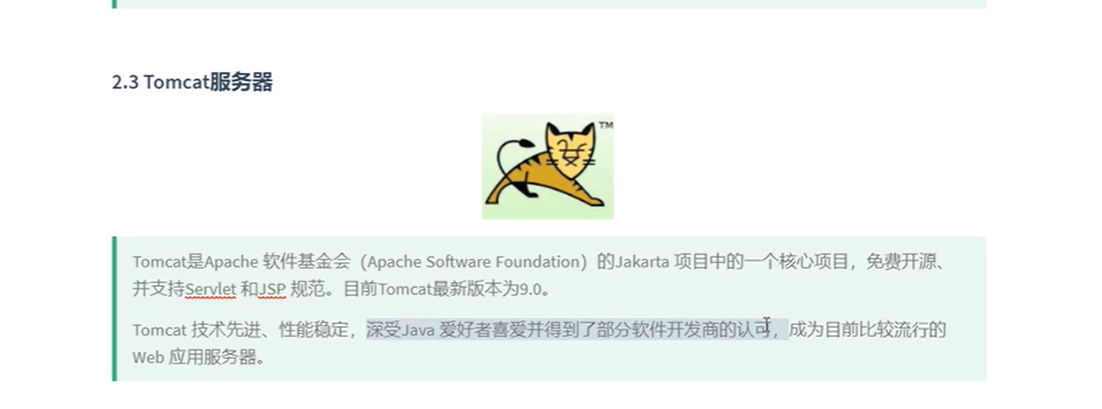 2.3 Tomcat服务器
TM
Tomcat是Apache 软件基金会（Apache Software Foundation）的Jakarta 项目中的一个核心项目，免费开源、
并支持Servlet 和JSP 规范。目前Tomcat最新版本为9.0。
Tomcat 技术先进、性能稳定，深受Java 爱好者喜爱并得到了部分软件开发商的认可，成为目前比较流行的
Web 应用服务器。